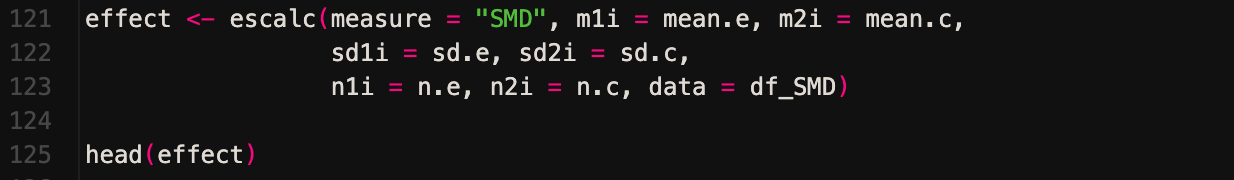 121 effect <- escalc(measure = "SMD", m1i = mean.e, m2i = mean.c,
122 sd1i = sd.e, sd2i = sd.c,
123 n1i = n.e, n2i = n.c, data = df_SMD)
124
125 head(effect)